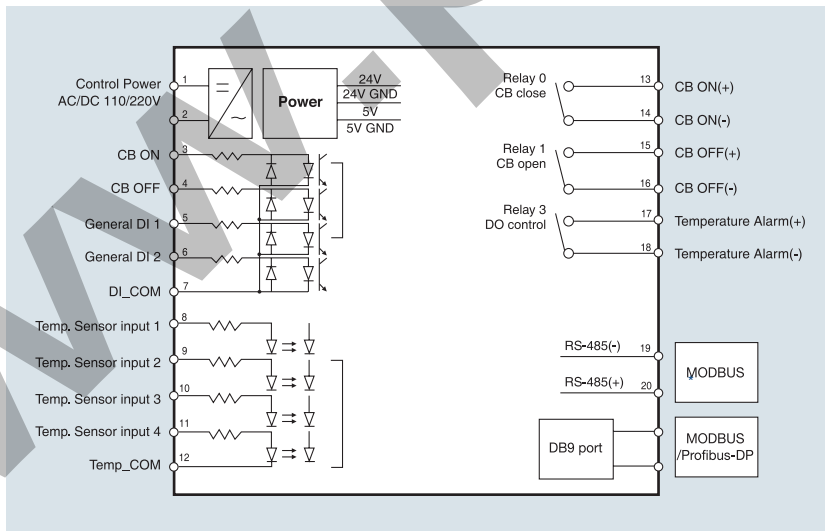 Control Power
AC/DC 110/220V
1
2
Power
24V
24V GND
5V
5V GND
CB ON
3
CB OFF
4
General DI 1
5
General DI 2
6
DI_COM
7
Temp. Sensor input 1
8
Temp. Sensor input 2
9
Temp. Sensor input 3
10
Temp. Sensor input 4
11
Temp_COM
12
Relay 0
CB close
13
CB ON(+)
14
CB ON(-)
Relay 1
CB open
15
CB OFF(+)
16
CB OFF(-)
Relay 3
DO control
17
Temperature Alarm(+)
18
Temperature Alarm(-)
RS-485(-)
19
RS-485(+)
20
MODBUS
DB9 port
MODBUS
/Profibus-DP